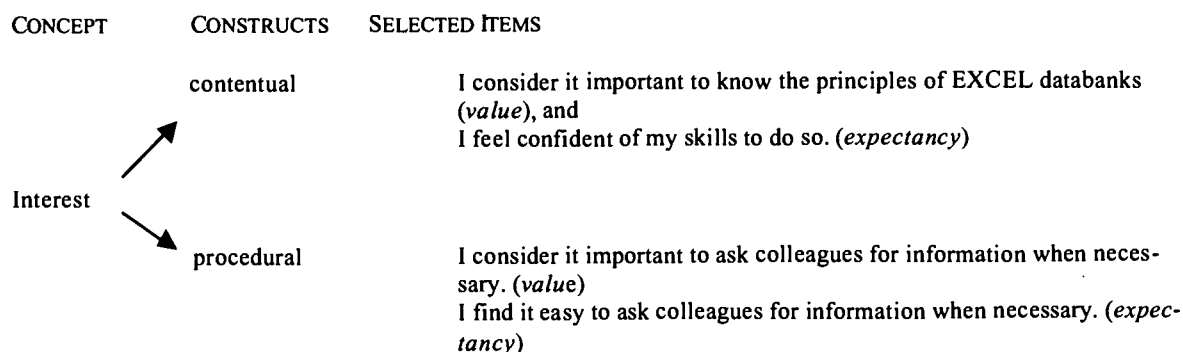 CONCEPT CONSTRUCTS SELECTED ITEMS
contentual I consider it important to know the principles of EXCEL databanks
(value), and
I feel confident of my skills to do so. (expectancy)
Interest
procedural I consider it important to ask colleagues for information when neces-
sary. (value)
I find it easy to ask colleagues for information when necessary. (expec-
tancy)